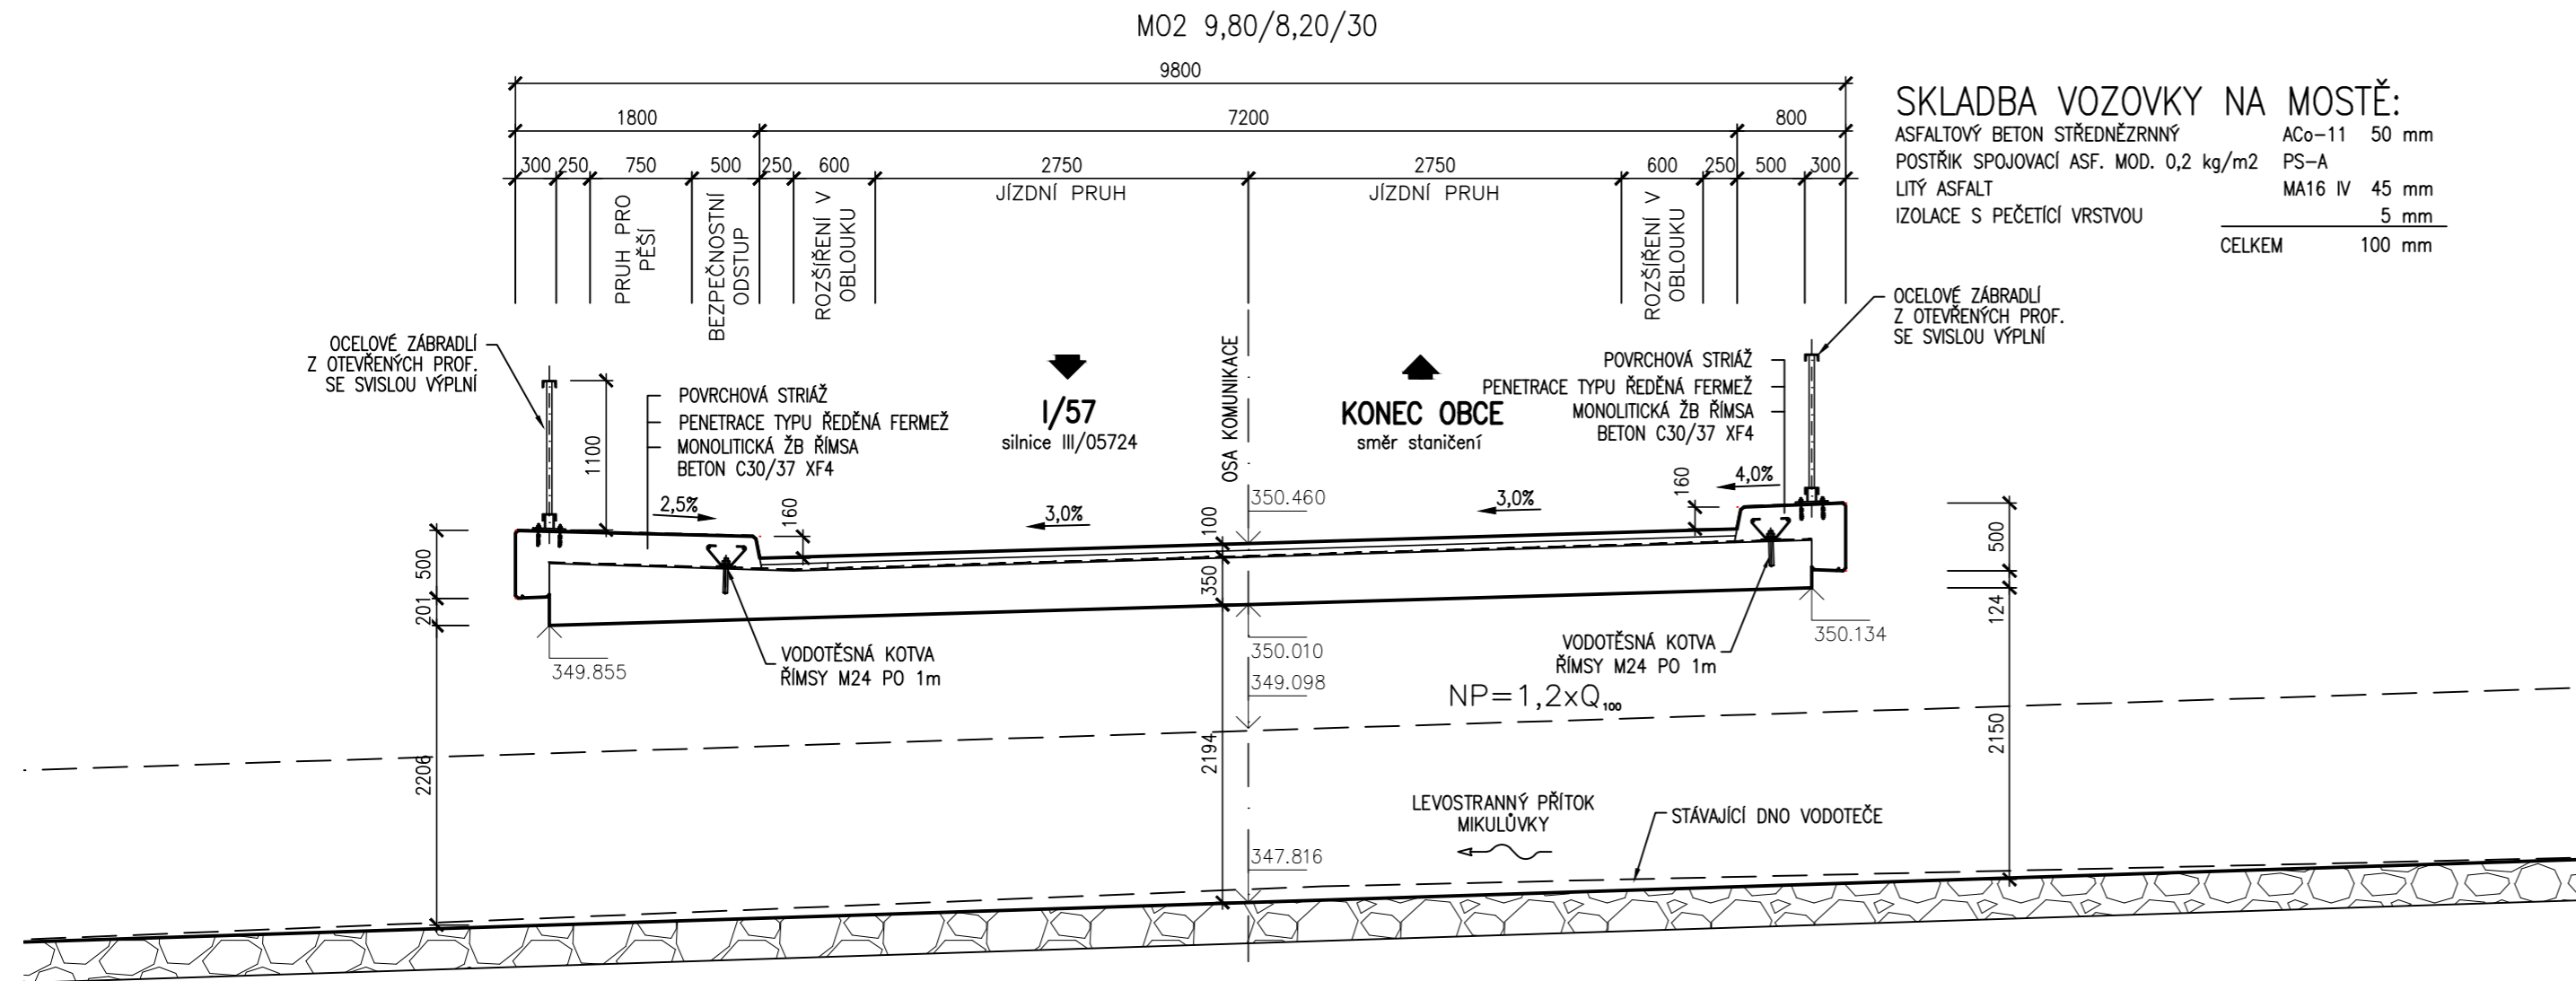 MO2 9,80/8,20/30
9800
1800 7200 800
300 250 750 500 250 600 2750 2750 600 250 500 300
JÍZDNÍ PRUH
JÍZDNÍ PRUH
PRUH PRO
PĚŠÍ
BEZPEČNOSTNÍ
ODSTUP
ROZŠÍŘENÍ V
OBLOUKU
ROZŠÍŘENÍ V
OBLOUKU
SKLADBA VOZOVKY NA MOSTĚ:
ASFALTOVÝ BETON STŘEDNĚZRNNÝ ACo-11 50 mm
POSTŘIK SPOJOVACÍ ASF. MOD. 0,2 kg/m2 PS-A
LITÝ ASFALT MA16 IV 45 mm
IZOLACE S PEČETÍCÍ VRSTVOU 5 mm
CELKEM 100 mm
OCELOVÉ ZÁBRADLÍ
Z OTEVŘENÝCH PROF.
SE SVISLOU VÝPLNÍ
OCELOVÉ ZÁBRADLÍ
Z OTEVŘENÝCH PROF.
SE SVISLOU VÝPLNÍ
1100
POVRCHOVÁ STRIÁŽ
PENETRACE TYPU ŘEDĚNÁ FERMEŽ
MONOLITICKÁ ŽB ŘÍMSA
BETON C30/37 XF4
I/57
silnice III/05724
OSA KOMUNIKACE
KONEC OBCE
směr staničení
POVRCHOVÁ STRIÁŽ
PENETRACE TYPU ŘEDĚNÁ FERMEŽ
MONOLITICKÁ ŽB ŘÍMSA
BETON C30/37 XF4
2,5%
160
3,0%
100
350.460
3,0%
160
4,0%
500
201
350
500
124
349.855
VODOTĚSNÁ KOTVA
ŘÍMSY M24 PO 1m
350.010
349.098
VODOTĚSNÁ KOTVA
ŘÍMSY M24 PO 1m
350.134
NP=1,2xQ₁₀₀
2206
2194
2150
LEVOSTRANNÝ PŘÍTOK
MIKULŮVKY
STÁVAJÍCÍ DNO VODOTEČE
347.816